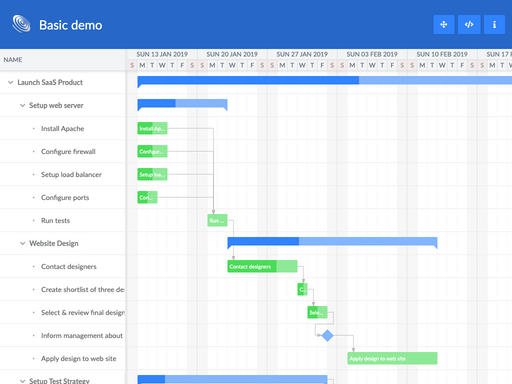 Basic demo
NAME
SUN 13 JAN 2019 SUN 20 JAN 2019 SUN 27 JAN 2019 SUN 03 FEB 2019 SUN 10 FEB 2019 SUN 17 F
S M T W T F S S M T W T F S S M T W T F S S M T W T F S S M T W T F S S M T
Launch SaaS Product
Setup web server
Install Apache Install Ap...
Configure firewall Configur...
Setup load balancer Setup loa...
Configure ports Con...
Run tests Run ...
Website Design
Contact designers Contact designers
Create shortlist of three de C...
Select & review final design Sele...
Inform management about
Apply design to web site Apply design to web site
Setup Test Strategy